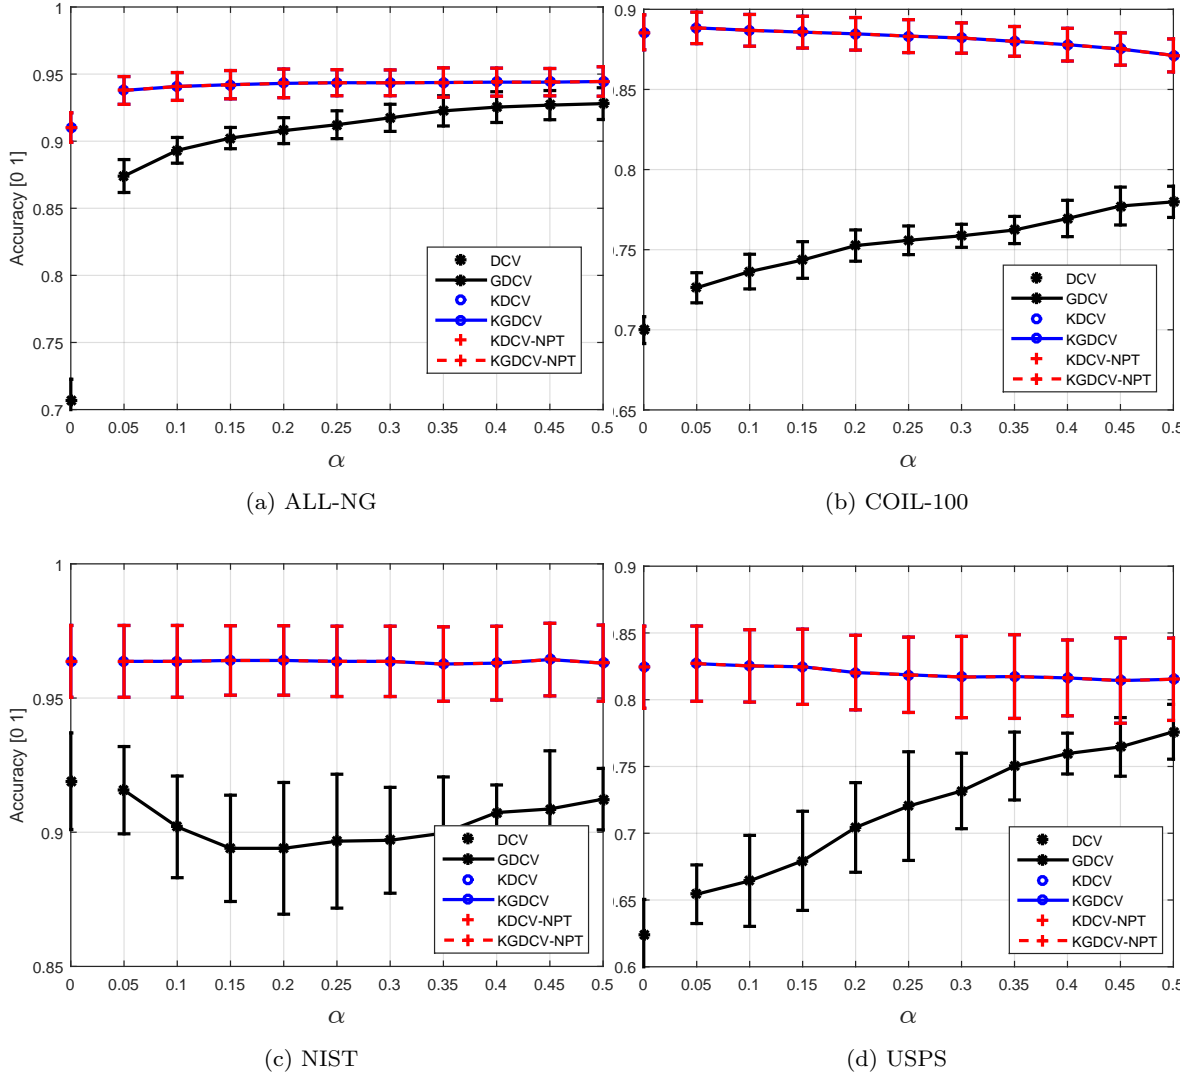 1
0.95
0.9
0.85
0.8
0.75
0.7
Accuracy [0 1]
0 0.05 0.1 0.15 0.2 0.25 0.3 0.35 0.4 0.45 0.5
α
DCV
GDCV
KDCV
KGDCV
KDCV-NPT
KGDCV-NPT
(a) ALL-NG
0.9
0.85
0.8
0.75
0.7
0.65
0 0.05 0.1 0.15 0.2 0.25 0.3 0.35 0.4 0.45 0.5
α
DCV
GDCV
KDCV
KGDCV
KDCV-NPT
KGDCV-NPT
(b) COIL-100
1
0.95
0.9
0.85
Accuracy [0 1]
0 0.05 0.1 0.15 0.2 0.25 0.3 0.35 0.4 0.45 0.5
α
DCV
GDCV
KDCV
KGDCV
KDCV-NPT
KGDCV-NPT
(c) NIST
0.9
0.85
0.8
0.75
0.7
0.65
0.6
0 0.05 0.1 0.15 0.2 0.25 0.3 0.35 0.4 0.45 0.5
α
DCV
GDCV
KDCV
KGDCV
KDCV-NPT
KGDCV-NPT
(d) USPS